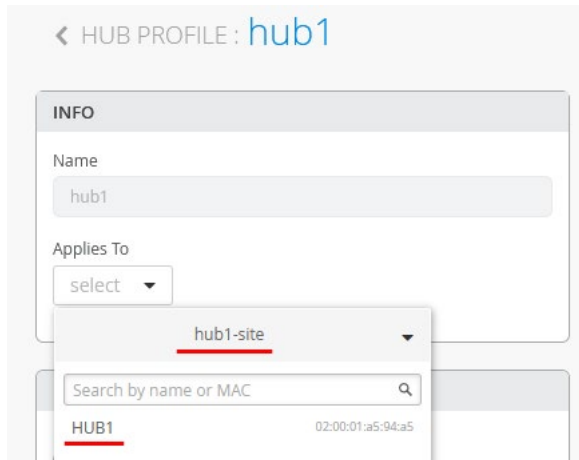 HUB PROFILE : hub1
INFO
Name
hub1
Applies To
select
hub1-site
Search by name or MAC
HUB1 02:00:01:a5:94:a5